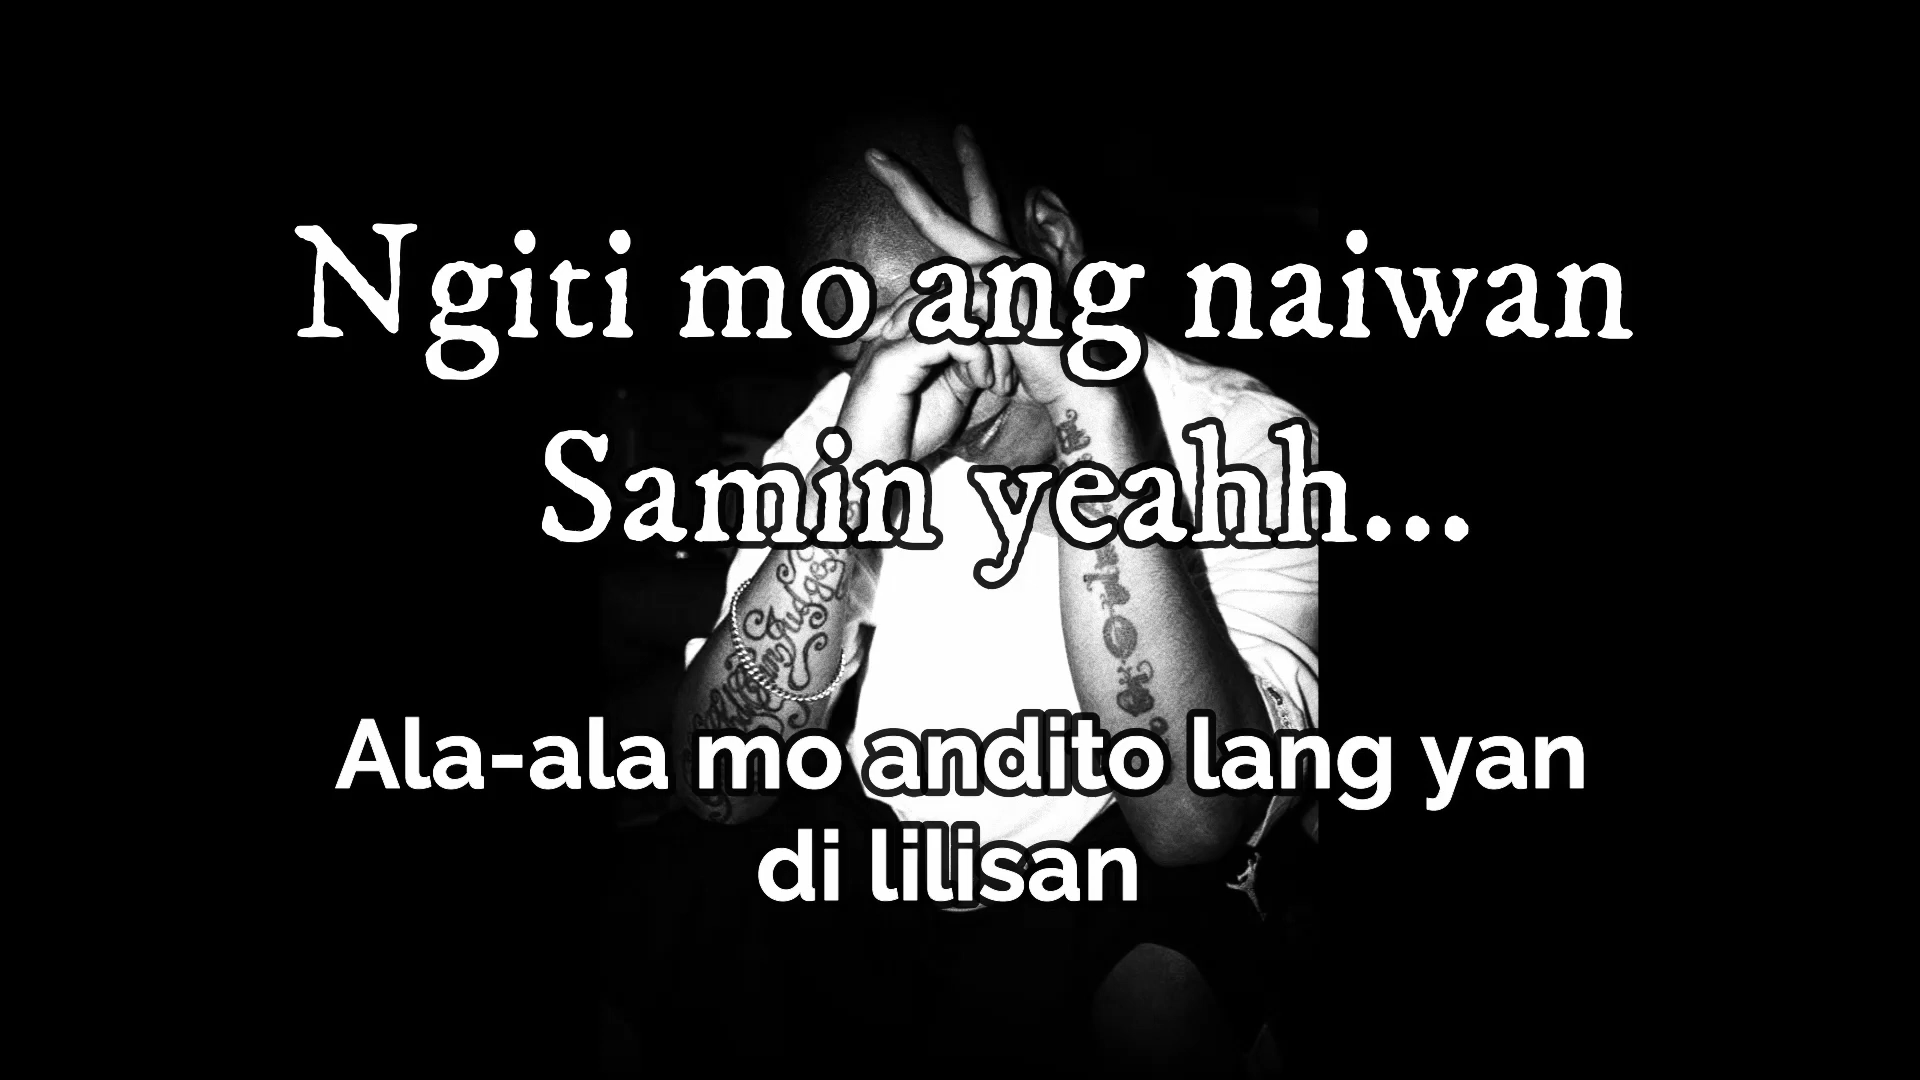 Ngiti mo ang naiwan
Samin yeahh...
Ala-ala mo andito lang yan
di lilisan